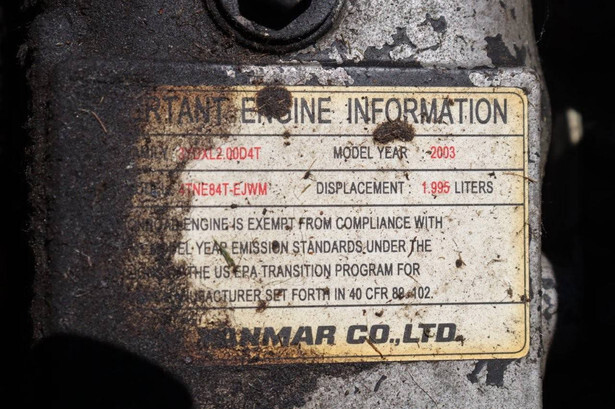 IMPORTANT ENGINE INFORMATION
3YDXL2.00D4T MODEL YEAR 2003
4TNE84T-EJWM DISPLACEMENT : 1.995 LITERS
ENGINE IS EXEMPT FROM COMPLIANCE WITH
MODEL YEAR EMISSION STANDARDS UNDER THE
THE US EPA TRANSITION PROGRAM FOR
MANUFACTURER SET FORTH IN 40 CFR 89-102.
YANMAR CO.,LTD.